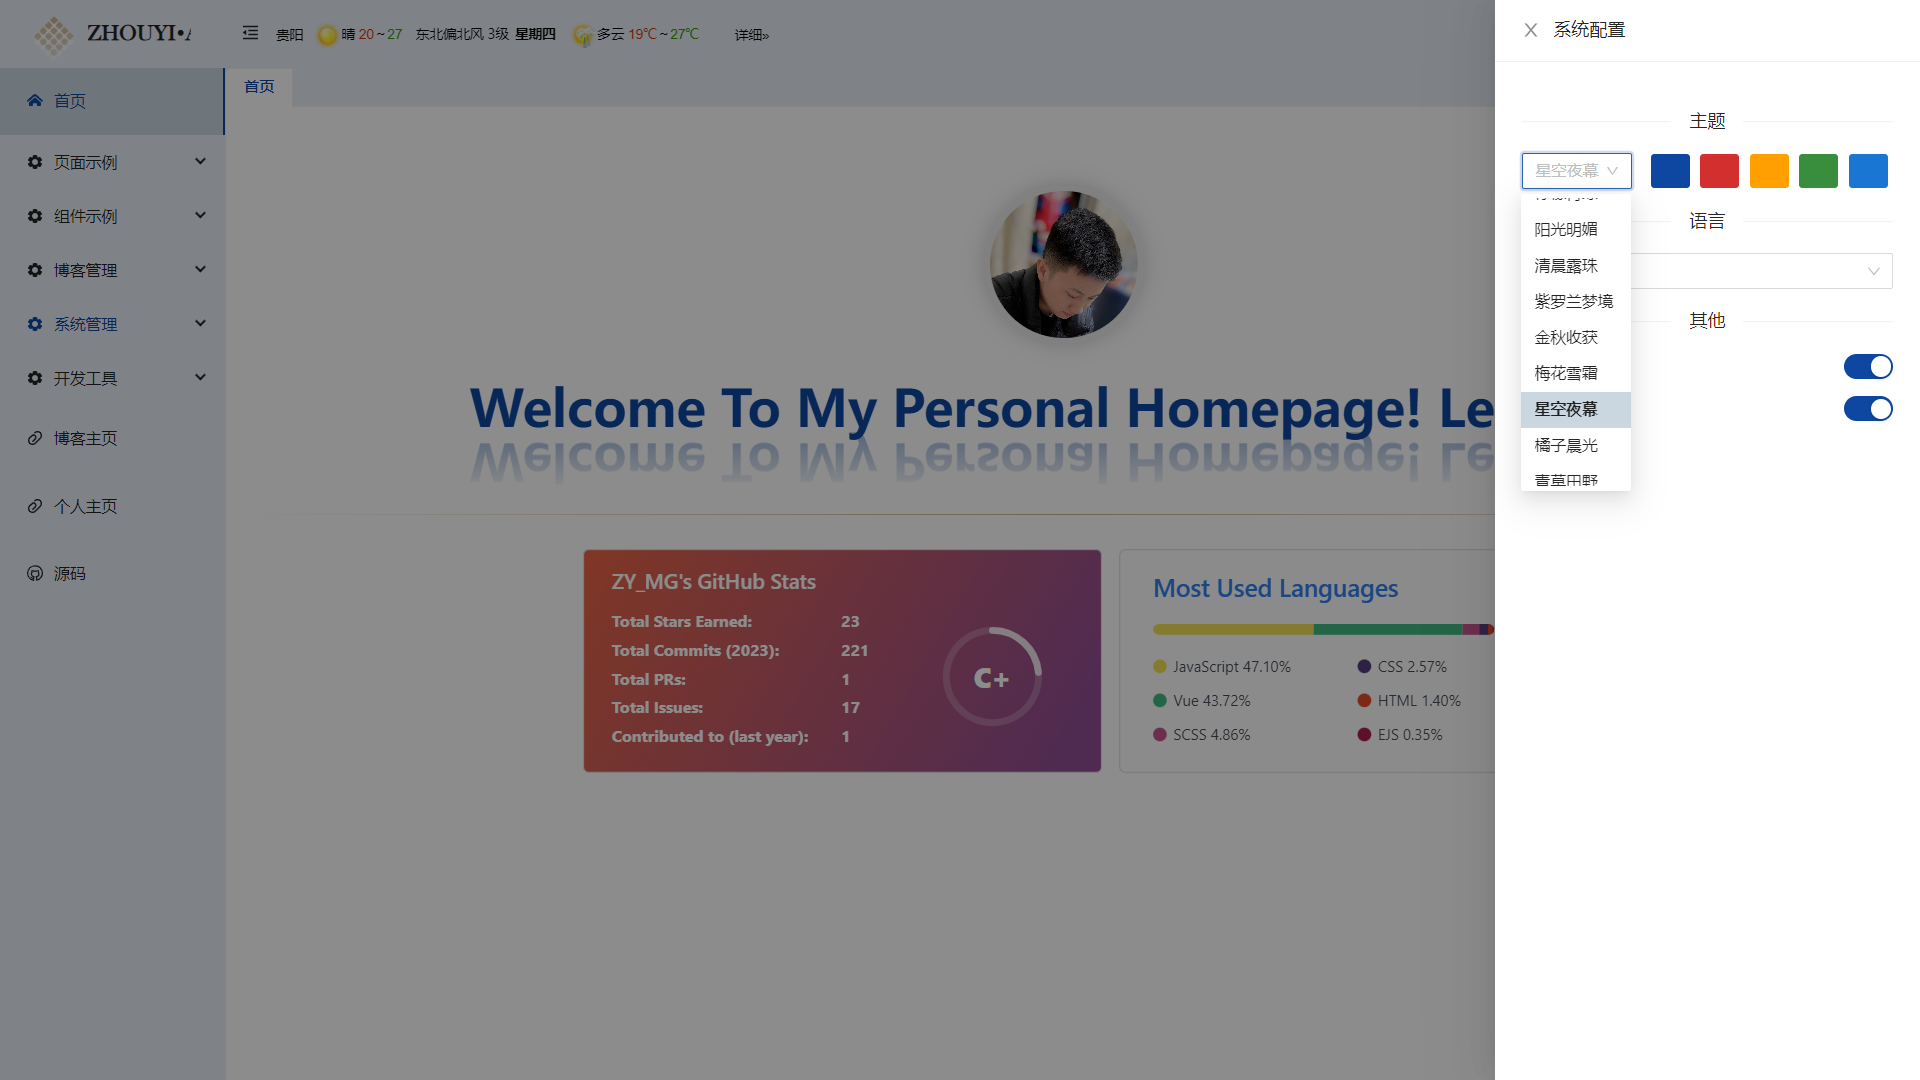 ZHOUYI•
贵阳 晴 20 ~ 27 东北偏北风 3级 星期四 多云 19℃ ~ 27℃ 详细»
首页
首页
页面示例
组件示例
博客管理
系统管理
开发工具
博客主页
个人主页
源码
Welcome To My Personal Homepage! Le
ZY_MG's GitHub Stats
Total Stars Earned: 23
Total Commits (2023): 221
Total PRs: 1
Total Issues: 17
Contributed to (last year): 1
C+
Most Used Languages
JavaScript 47.10%
Vue 43.72%
SCSS 4.86%
CSS 2.57%
HTML 1.40%
EJS 0.35%
系统配置
主题
星空夜幕
阳光明媚
清晨露珠
紫罗兰梦境
金秋收获
梅花雪霜
星空夜幕
橘子晨光
青草田野
语言
其他